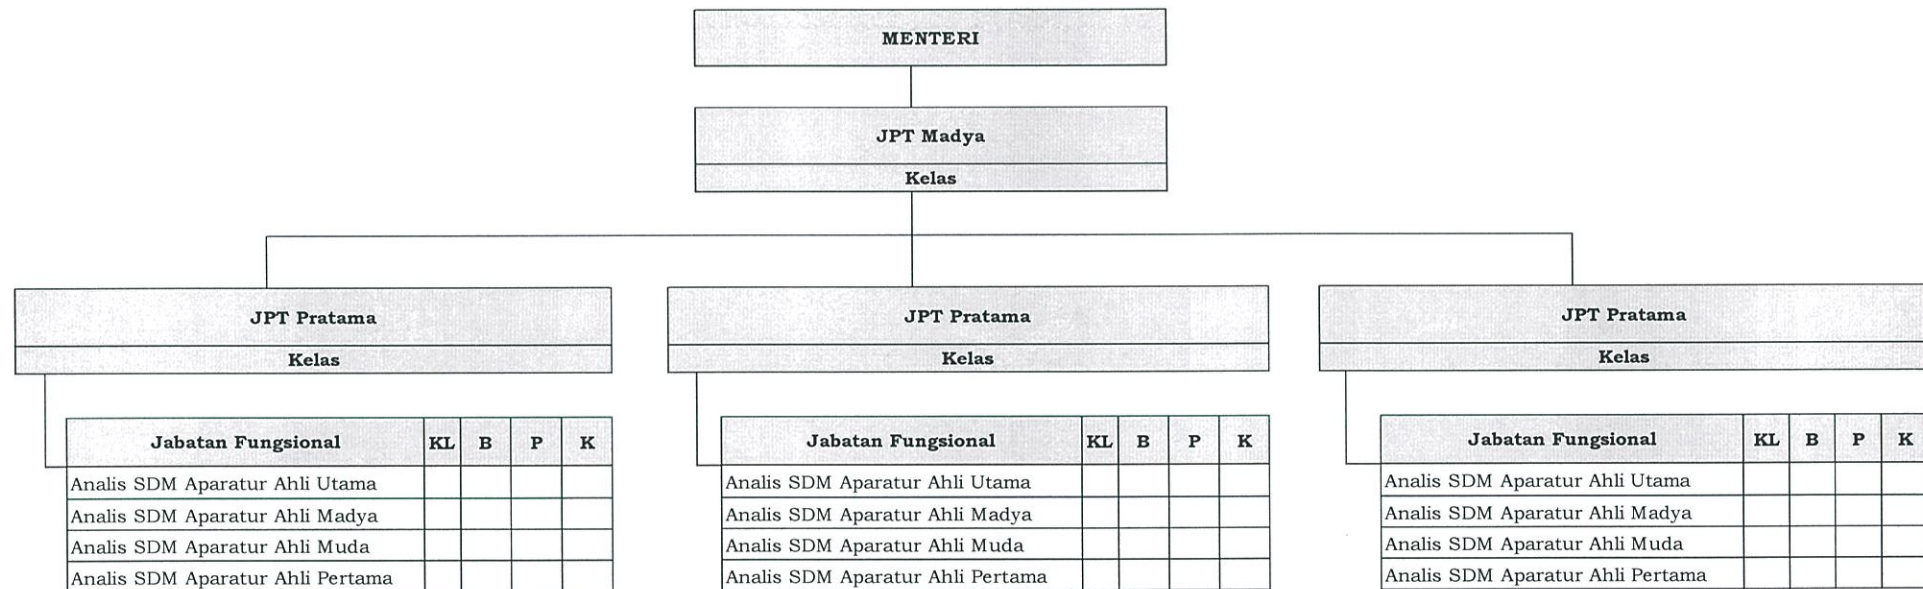 MENTERI
JPT Madya
Kelas
JPT Pratama
Kelas
Jabatan Fungsional KL B P K
Analis SDM Aparatur Ahli Utama
Analis SDM Aparatur Ahli Madya
Analis SDM Aparatur Ahli Muda
Analis SDM Aparatur Ahli Pertama
JPT Pratama
Kelas
Jabatan Fungsional KL B P K
Analis SDM Aparatur Ahli Utama
Analis SDM Aparatur Ahli Madya
Analis SDM Aparatur Ahli Muda
Analis SDM Aparatur Ahli Pertama
JPT Pratama
Kelas
Jabatan Fungsional KL B P K
Analis SDM Aparatur Ahli Utama
Analis SDM Aparatur Ahli Madya
Analis SDM Aparatur Ahli Muda
Analis SDM Aparatur Ahli Pertama